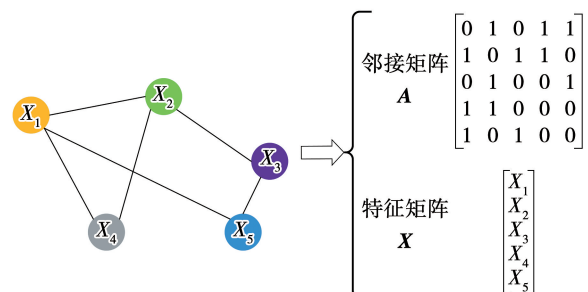 X₁
X₂
X₃
X₄
X₅
邻接矩阵
A
0 1 0 1 1
1 0 1 1 0
0 1 0 0 1
1 1 0 0 0
1 0 1 0 0
特征矩阵
X
X₁
X₂
X₃
X₄
X₅